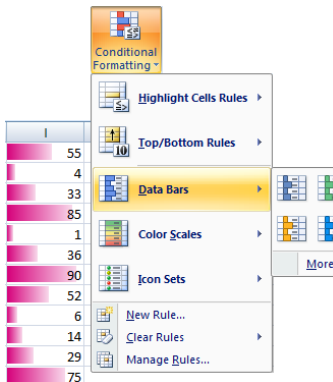 Conditional
Formatting
Highlight Cells Rules
I
55
Top/Bottom Rules
10
4
33
Data Bars
85
1
Color Scales
36
90
Icon Sets
52
More
6
New Rule...
14
Clear Rules
29
Manage Rules...
75